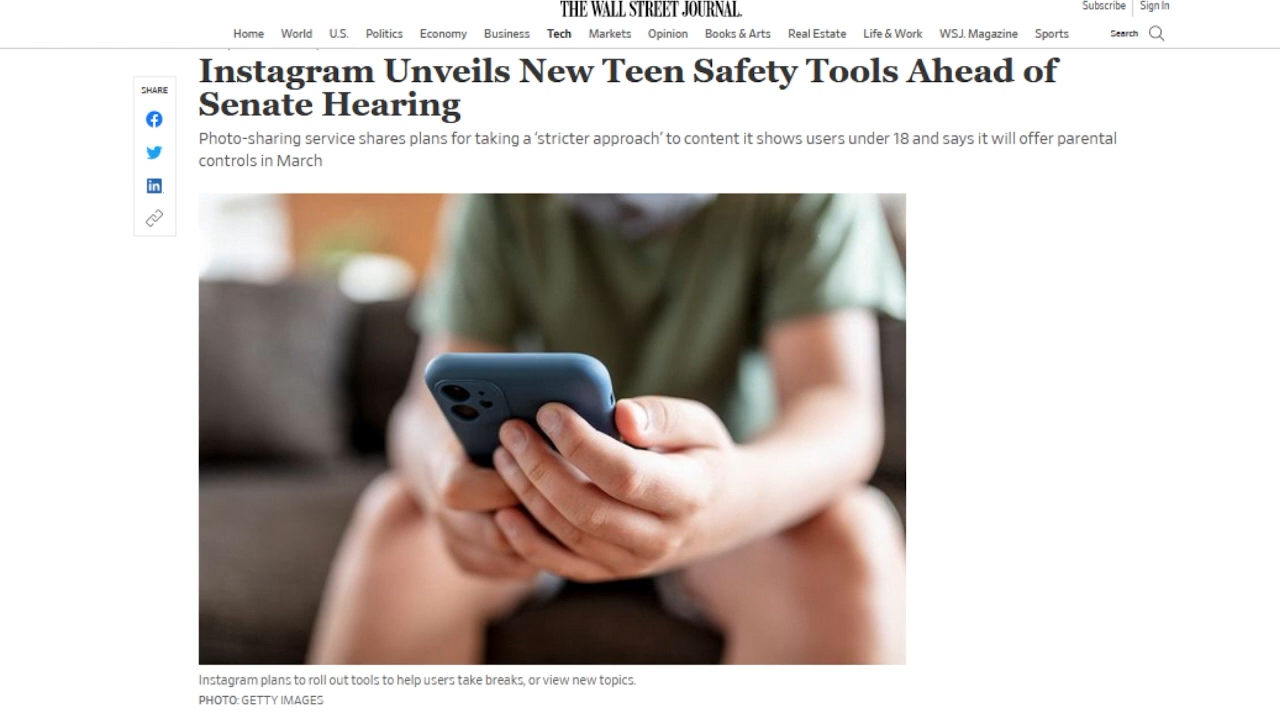 THE WALL STREET JOURNAL.
Subscribe Sign In
Home World U.S. Politics Economy Business Tech Markets Opinion Books & Arts Real Estate Life & Work WSJ. Magazine Sports Search
SHARE
Instagram Unveils New Teen Safety Tools Ahead of
Senate Hearing
Photo-sharing service shares plans for taking a ‘stricter approach’ to content it shows users under 18 and says it will offer parental
controls in March
Instagram plans to roll out tools to help users take breaks, or view new topics.
PHOTO: GETTY IMAGES